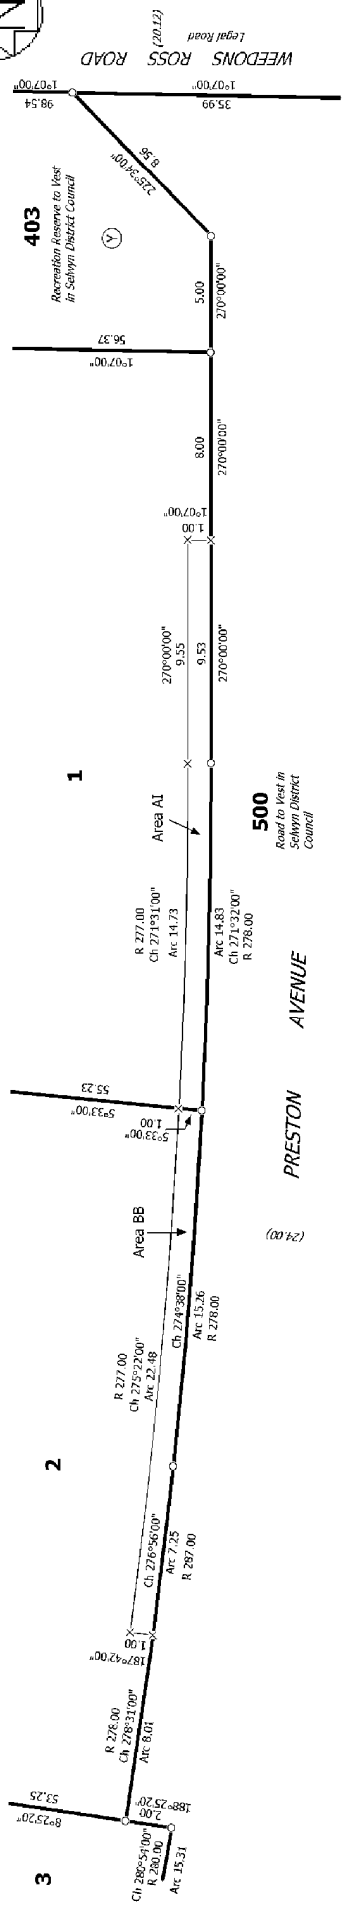 (20.12)
Legal Road
WEEDONS ROSS ROAD
1°07'00"
98.54
1°07'00"
35.99
225°34'00"
8.56
403
Recreation Reserve to Vest
in Selwyn District Council
Y
5.00
270°00'00"
56.37
1°07'00"
8.00
270°00'00"
1°07'00"
1.00
270°00'00"
9.55
9.53
270°00'00"
1
Area AI
500
Road to Vest in
Selwyn District
Council
R 277.00
Ch 271°31'00"
Arc 14.73
Arc 14.83
Ch 271°32'00"
R 278.00
AVENUE
55.23
5°33'00"
1.00
5°33'00"
PRESTON
(24.00)
Area BB
R 277.00
Ch 275°22'00"
Arc 22.48
Ch 274°38'00"
Arc 15.26
R 278.00
2
Ch 276°56'00"
Arc 7.25
R 287.00
1.00
187°42'00"
R 278.00
Ch 278°31'00"
Arc 8.01
53.25
8°25'20"
188°25'20"
2.00
3
Ch 280°54'00"
R 280.00
Arc 15.31